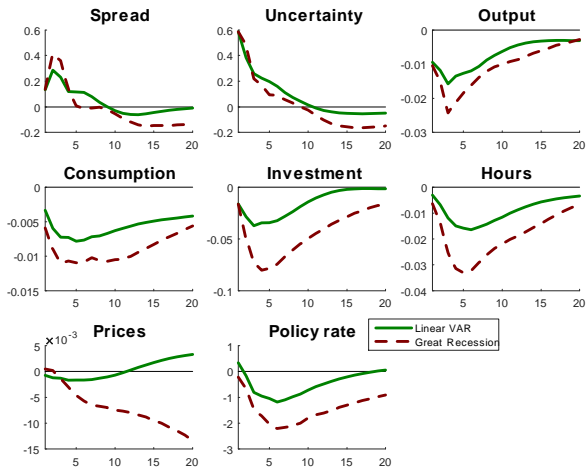 Spread
Uncertainty
Output
0.6
0.4
0.2
0
-0.2
5 10 15 20
0.6
0.4
0.2
0
-0.2
5 10 15 20
0
-0.01
-0.02
-0.03
5 10 15 20
Consumption
Investment
Hours
0
-0.005
-0.01
-0.015
5 10 15 20
0
-0.05
-0.1
5 10 15 20
0
-0.01
-0.02
-0.03
-0.04
5 10 15 20
Prices
Policy rate
Linear VAR
Great Recession
×10⁻³
5
0
-5
-10
-15
5 10 15 20
1
0
-1
-2
-3
5 10 15 20